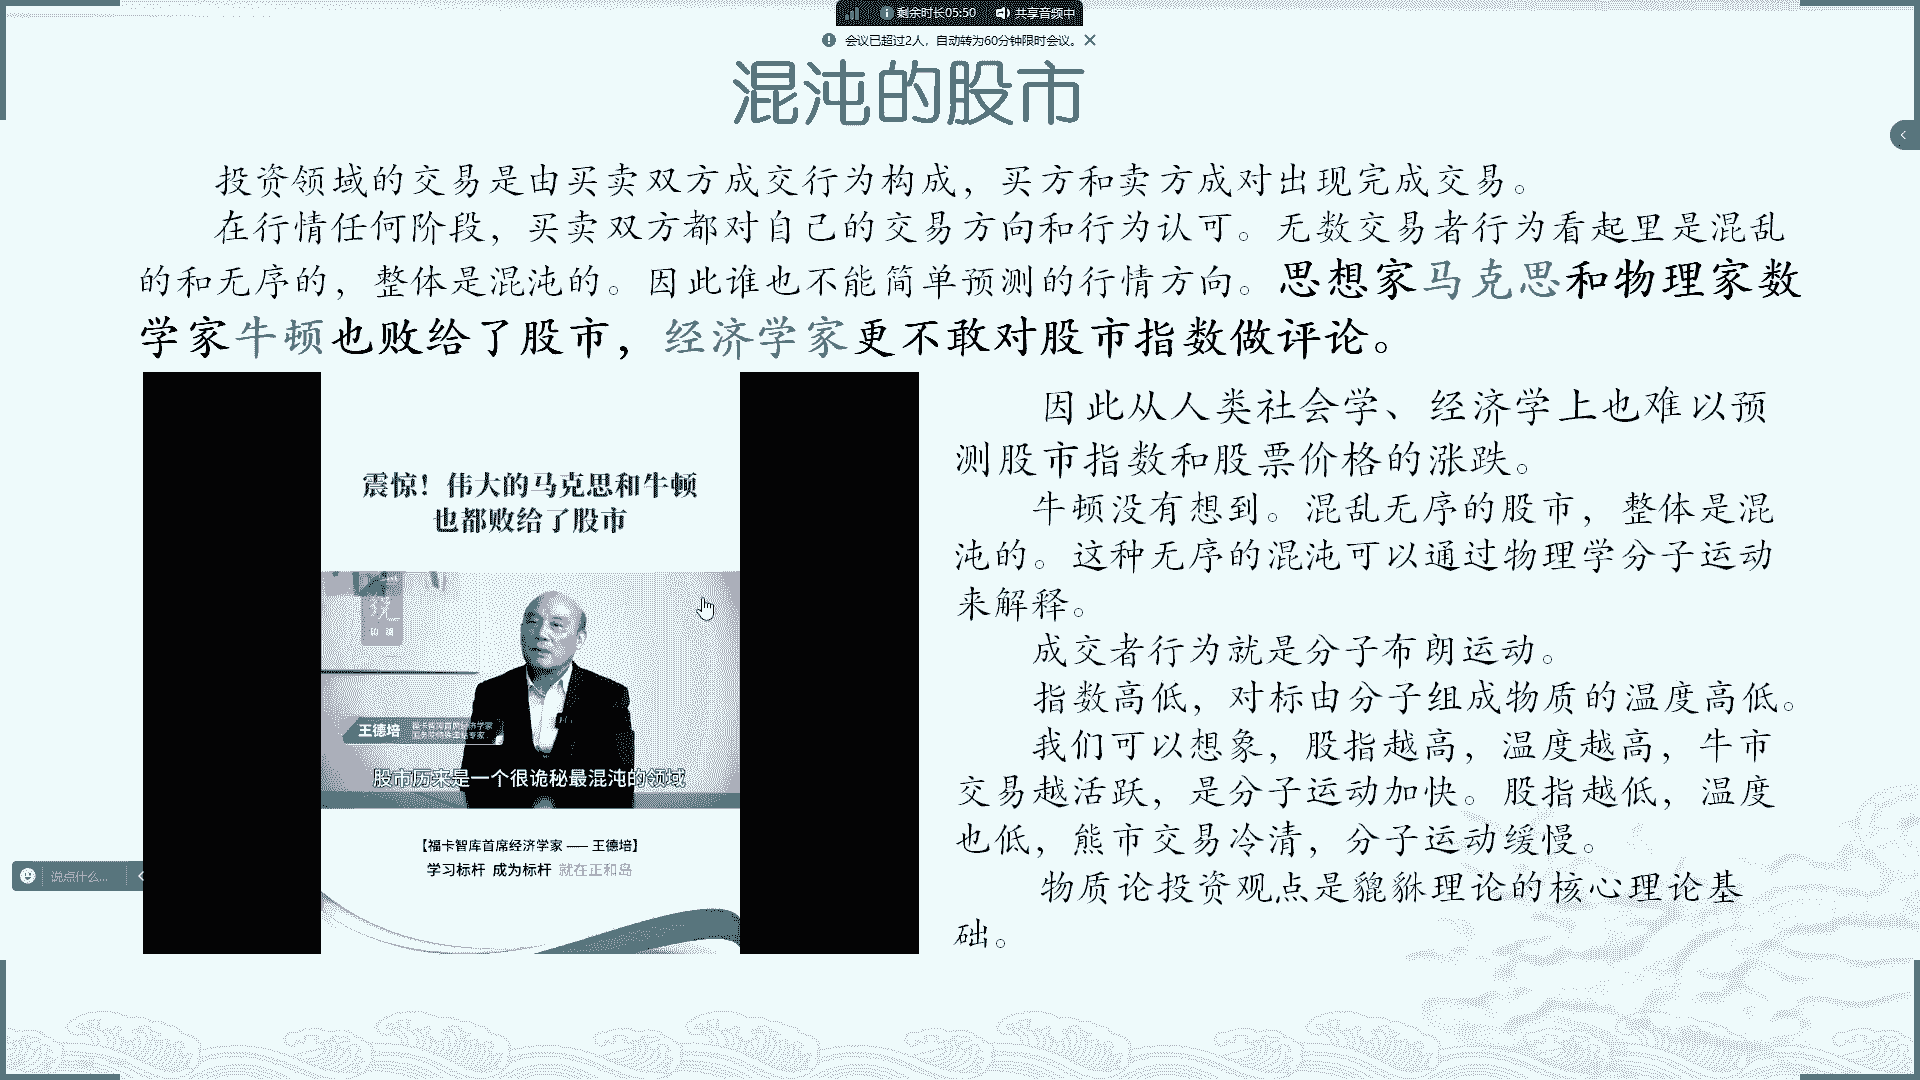 剩余时长05:50 共享音频中
会议已超过2人，自动转为60分钟限时会议。
混沌的股市
投资领域的交易是由买卖双方成交行为构成，买方和卖方成对出现完成交易。
在行情任何阶段，买卖双方都对自己的交易方向和行为认可。无数交易者行为看起里是混乱
的和无序的，整体是混沌的。因此谁也不能简单预测的行情方向。思想家马克思和物理家数
学家牛顿也败给了股市，经济学家更不敢对股市指数做评论。
震惊！伟大的马克思和牛顿
也都败给了股市
王德培
福卡智库首席经济学家
股市历来是一个很诡秘最混沌的领域
【福卡智库首席经济学家 —— 王德培】
学习标杆 成为标杆 就在正和岛
因此从人类社会学、经济学上也难以预
测股市指数和股票价格的涨跌。
牛顿没有想到。混乱无序的股市，整体是混
沌的。这种无序的混沌可以通过物理学分子运动
来解释。
成交者行为就是分子布朗运动。
指数高低，对标由分子组成物质的温度高低。
我们可以想象，股指越高，温度越高，牛市
交易越活跃，是分子运动加快。股指越低，温度
也低，熊市交易冷清，分子运动缓慢。
物质论投资观点是貔貅理论的核心理论基
础。
说点什么...